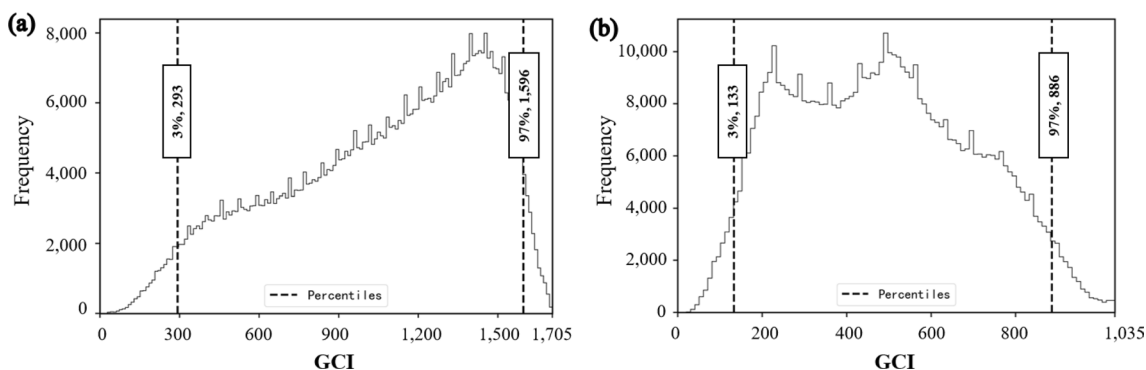 (a)
8,000
6,000
4,000
2,000
0
Frequency
3%, 293
97%, 1,596
Percentiles
0 300 600 900 1,200 1,500 1,705
GCI
(b)
10,000
8,000
6,000
4,000
2,000
0
Frequency
3%, 133
97%, 886
Percentiles
0 200 400 600 800 1,035
GCI